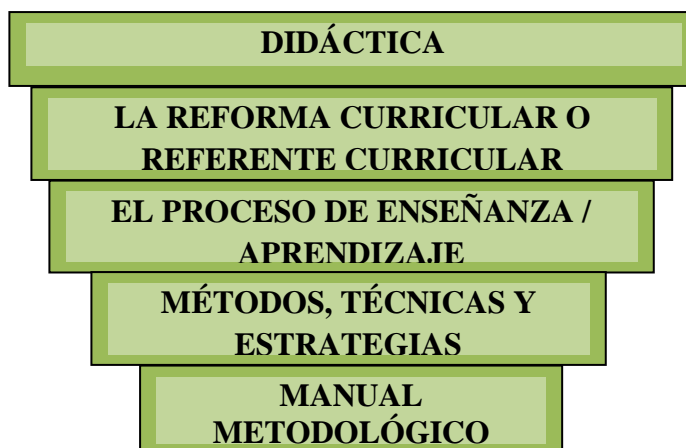 DIDÁCTICA
LA REFORMA CURRICULAR O
REFERENTE CURRICULAR
EL PROCESO DE ENSEÑANZA /
APRENDIZAJE
MÉTODOS, TÉCNICAS Y
ESTRATEGIAS
MANUAL
METODOLÓGICO